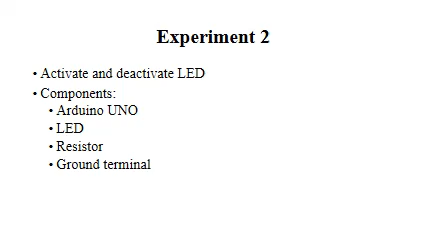 Experiment 2
• Activate and deactivate LED
• Components:
• Arduino UNO
• LED
• Resistor
• Ground terminal